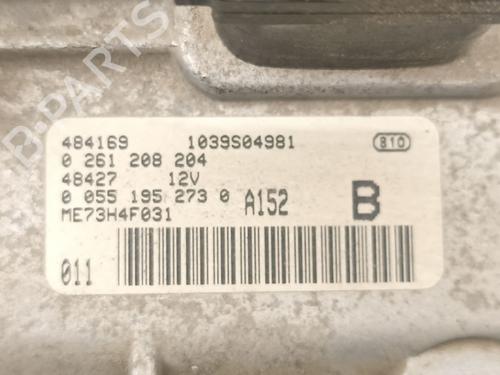 484169 1039S04981 810
0 261 208 204
48427 12V
0 055 195 273 0 A152 B
ME73H4F031
011
B-PARTS